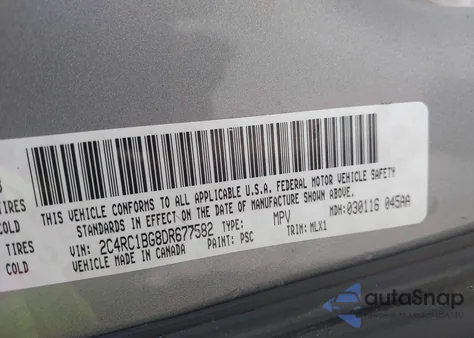 3
TIRES
COLD
TIRES
COLD
THIS VEHICLE CONFORMS TO ALL APPLICABLE U.S.A. FEDERAL MOTOR VEHICLE SAFETY
STANDARDS IN EFFECT ON THE DATE OF MANUFACTURE SHOWN ABOVE.
VIN: 2C4RC1BG8DR677582 TYPE: MPV MDH:030116 045AA
VEHICLE MADE IN CANADA PAINT: PSC TRIM: MLX1
autoSnap